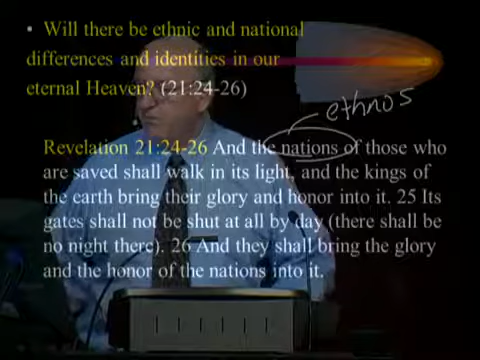 • Will there be ethnic and national
differences and identities in our
eternal Heaven? (21:24-26)
ethnos
Revelation 21:24-26 And the nations of those who
are saved shall walk in its light, and the kings of
the earth bring their glory and honor into it. 25 Its
gates shall not be shut at all by day (there shall be
no night there). 26 And they shall bring the glory
and the honor of the nations into it.